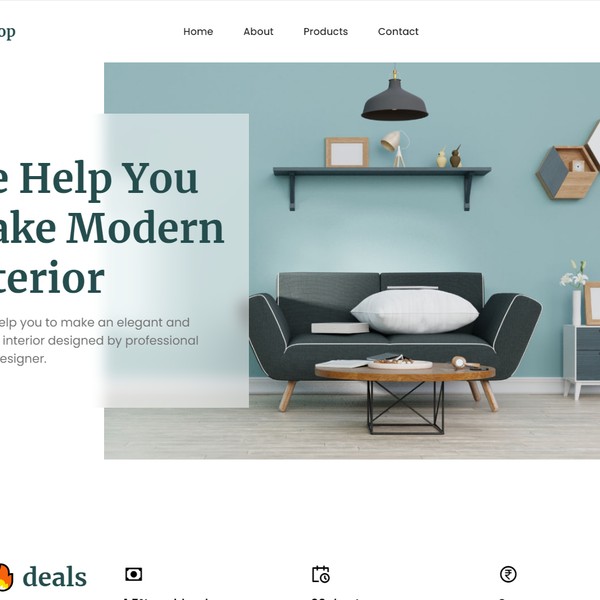 op
Home About Products Contact
e Help You
ake Modern
terior
elp you to make an elegant and
interior designed by professional
esigner.
deals